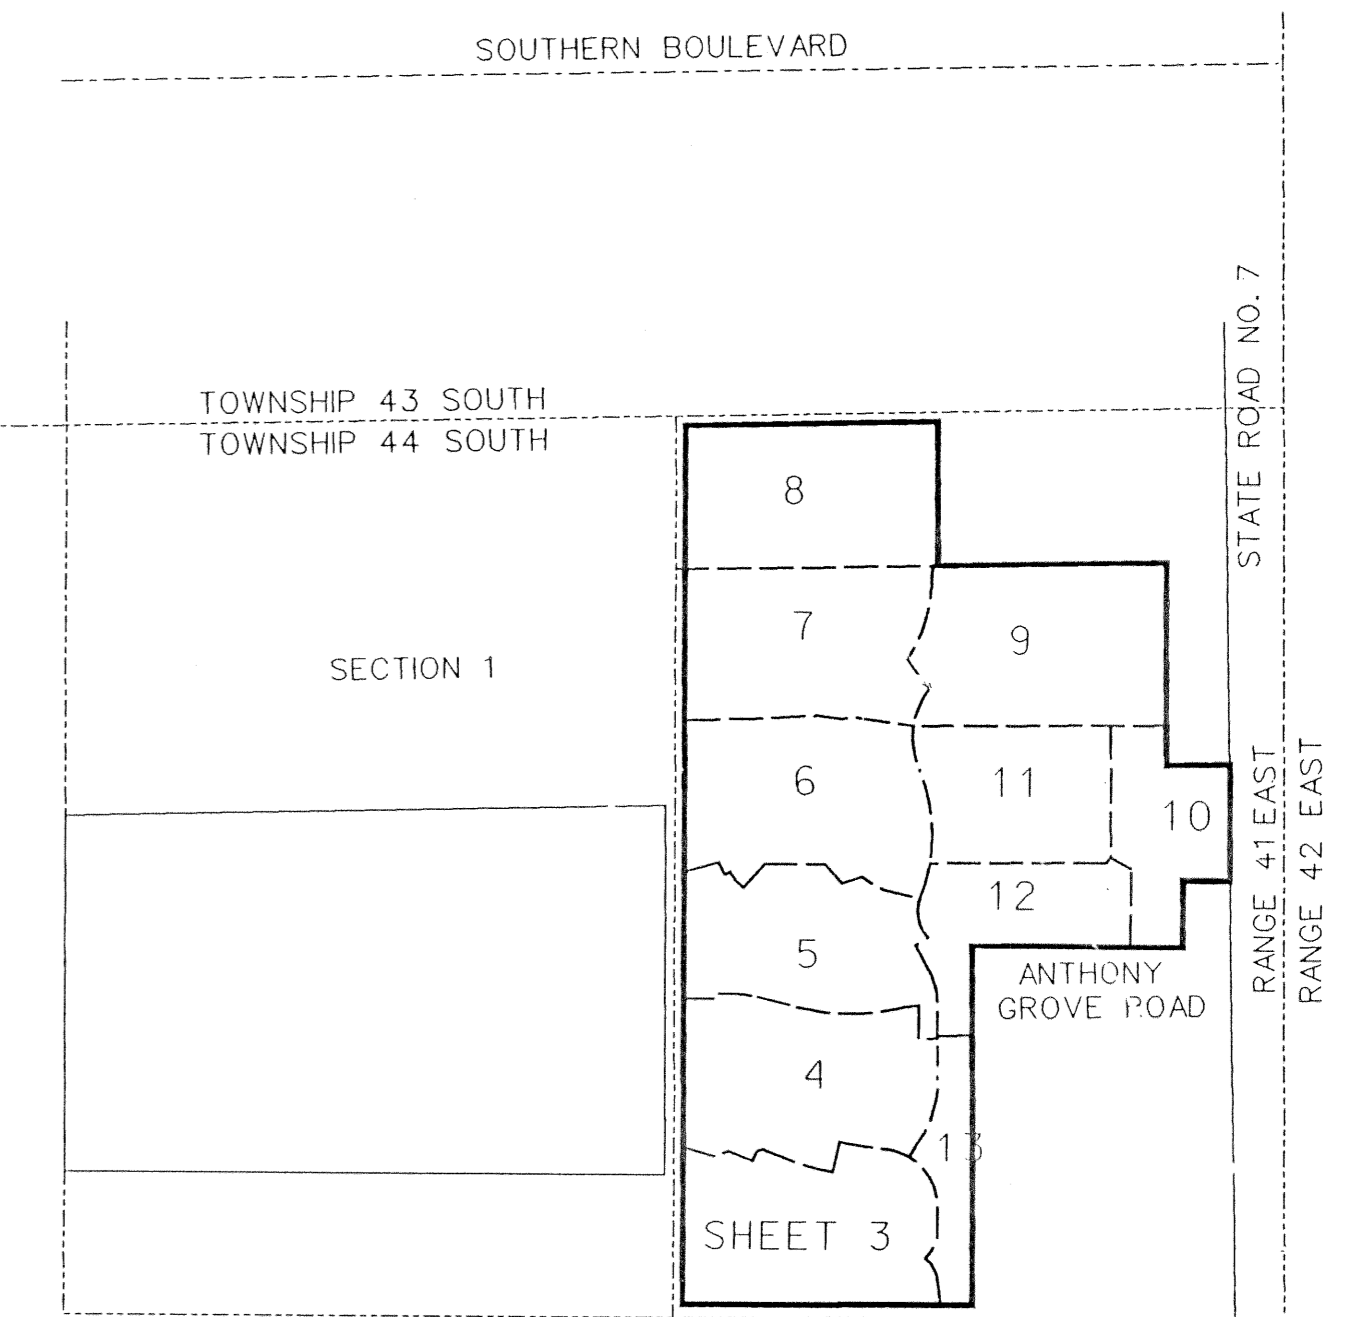 SOUTHERN BOULEVARD
STATE ROAD NO. 7
TOWNSHIP 43 SOUTH
TOWNSHIP 44 SOUTH
8
7
9
SECTION 1
6
11
10
RANGE 41 EAST
RANGE 42 EAST
12
5
ANTHONY
GROVE ROAD
4
13
SHEET 3